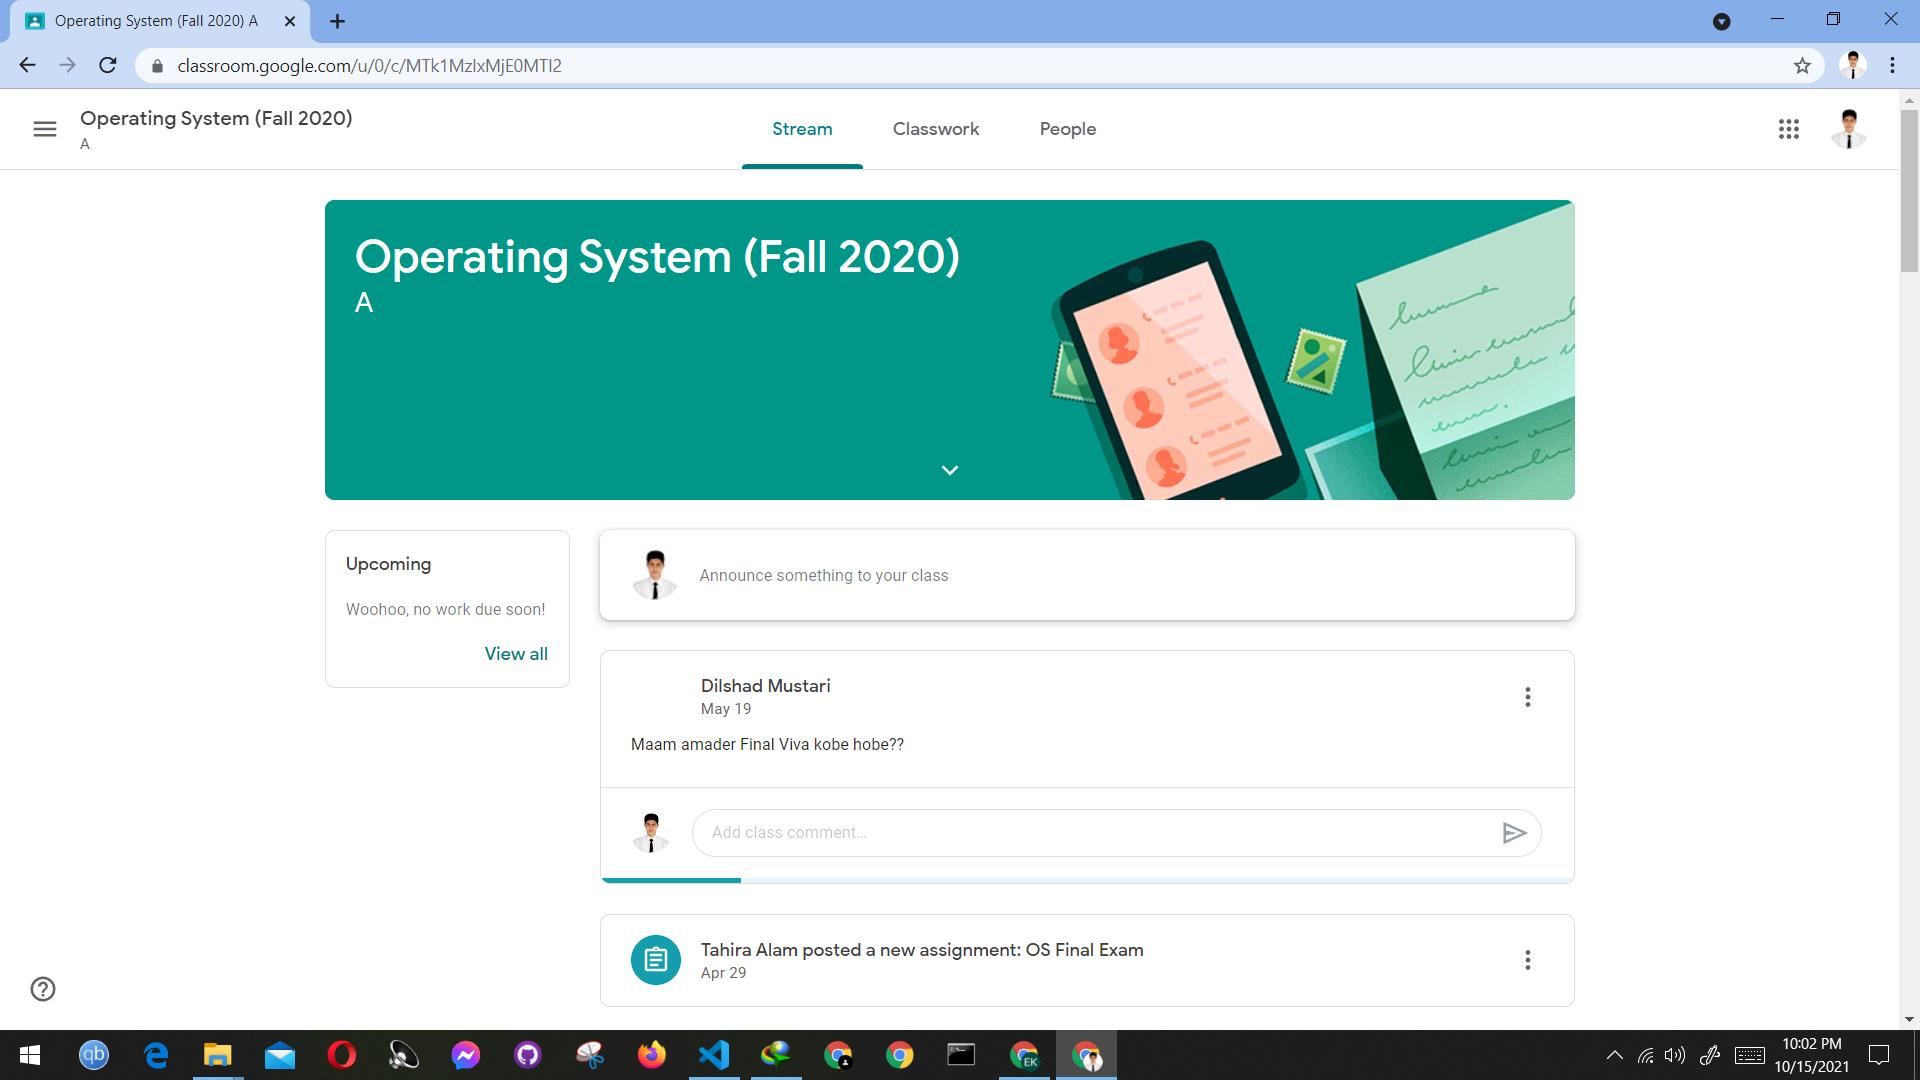 Operating System (Fall 2020) A
classroom.google.com/u/0/c/MTk1MzIxMjE0MTI2
Operating System (Fall 2020)
A
Stream
Classwork
People
Operating System (Fall 2020)
A
Upcoming
Woohoo, no work due soon!
View all
Announce something to your class
Dilshad Mustari
May 19
Maam amader Final Viva kobe hobe??
Add class comment...
Tahira Alam posted a new assignment: OS Final Exam
Apr 29
qb
EK
10:02 PM
10/15/2021